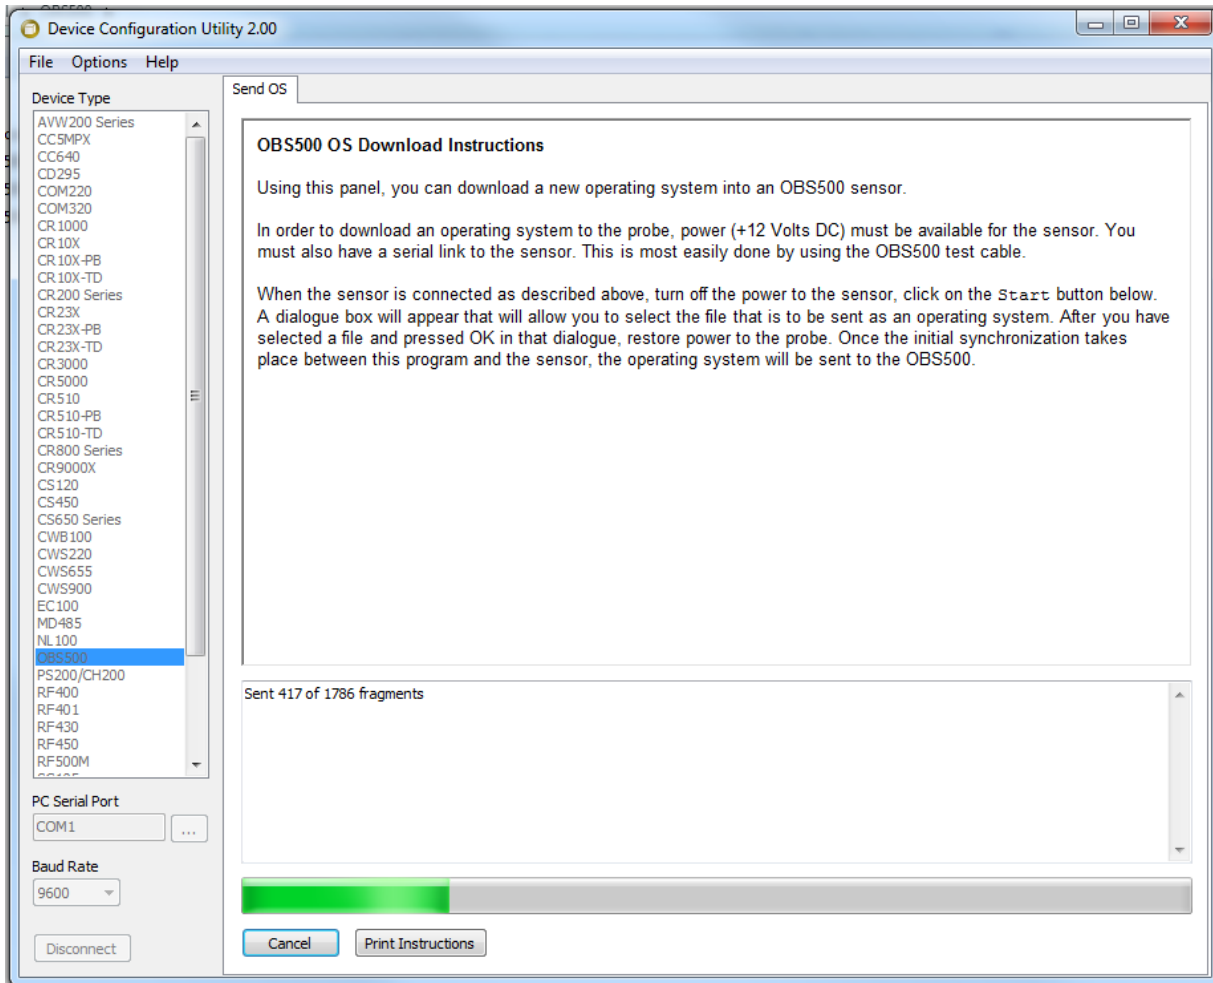 Device Configuration Utility 2.00
File Options Help
Device Type
AVW200 Series
CC5MPX
CC640
CD295
COM220
COM320
CR1000
CR10X
CR10X-PB
CR10X-TD
CR200 Series
CR23X
CR23X-PB
CR23X-TD
CR3000
CR5000
CR510
CR510-PB
CR510-TD
CR800 Series
CR9000X
CS120
CS450
CS650 Series
CWB100
CWS220
CWS655
CWS900
EC100
MD485
NL100
OBS500
PS200/CH200
RF400
RF401
RF430
RF450
RF500M
PC Serial Port
COM1
...
Baud Rate
9600
Disconnect
Send OS
OBS500 OS Download Instructions
Using this panel, you can download a new operating system into an OBS500 sensor.
In order to download an operating system to the probe, power (+12 Volts DC) must be available for the sensor. You
must also have a serial link to the sensor. This is most easily done by using the OBS500 test cable.
When the sensor is connected as described above, turn off the power to the sensor, click on the Start button below.
A dialogue box will appear that will allow you to select the file that is to be sent as an operating system. After you have
selected a file and pressed OK in that dialogue, restore power to the probe. Once the initial synchronization takes
place between this program and the sensor, the operating system will be sent to the OBS500.
Sent 417 of 1786 fragments
Cancel
Print Instructions